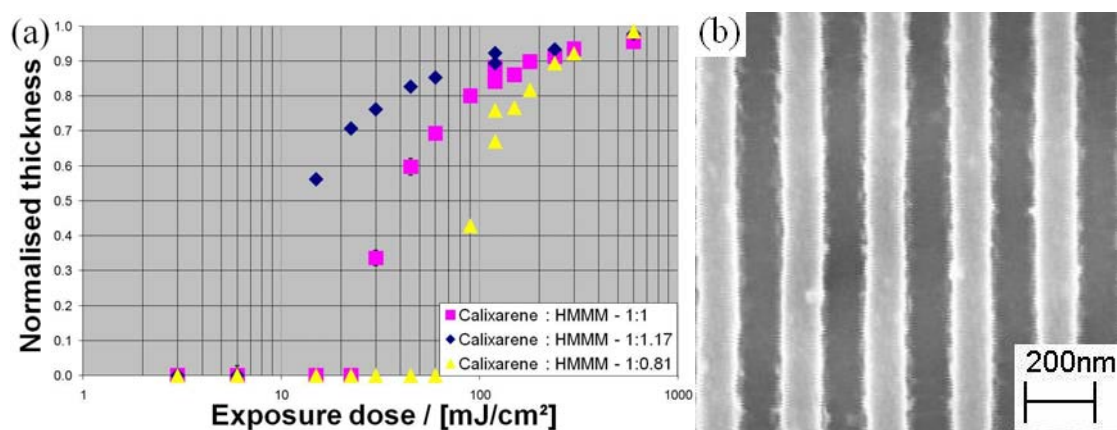 (a)
Normalised thickness
1.0
0.9
0.8
0.7
0.6
0.5
0.4
0.3
0.2
0.1
0.0
Calixarene : HMMM - 1:1
Calixarene : HMMM - 1:1.17
Calixarene : HMMM - 1:0.81
1 10 100 1000
Exposure dose / [mJ/cm²]
(b)
200nm